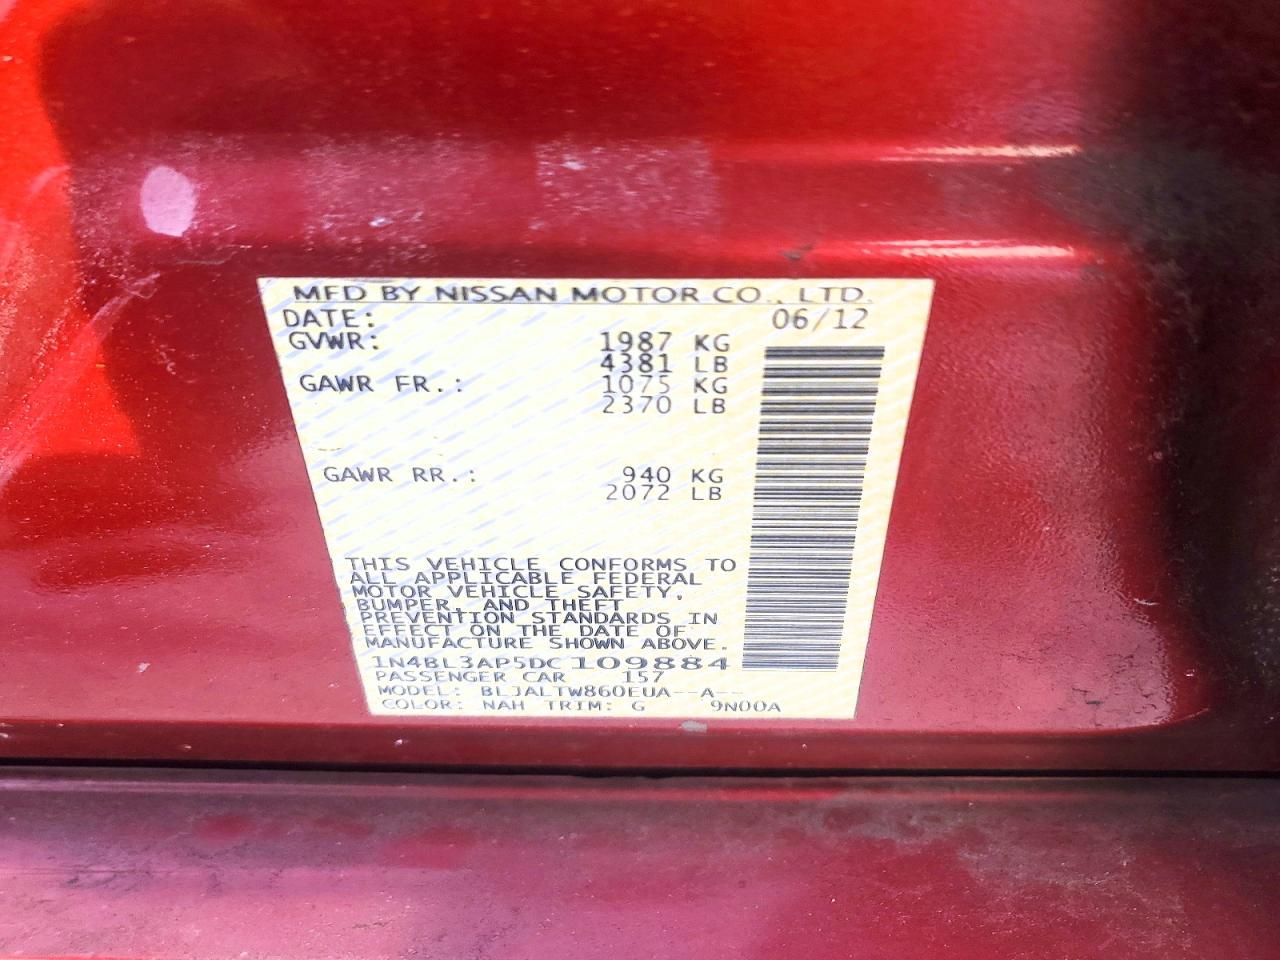 MFD BY NISSAN MOTOR CO., LTD.
DATE: 06/12
GVWR: 1987 KG
4381 LB
GAWR FR.: 1075 KG
2370 LB
GAWR RR.: 940 KG
2072 LB
THIS VEHICLE CONFORMS TO
ALL APPLICABLE FEDERAL
MOTOR VEHICLE SAFETY,
BUMPER, AND THEFT
PREVENTION STANDARDS IN
EFFECT ON THE DATE OF
MANUFACTURE SHOWN ABOVE.
1N4BL3AP5DC109884
PASSENGER CAR 157
MODEL: BLJALTW860EUA--A--
COLOR: NAH TRIM: G 9N00A